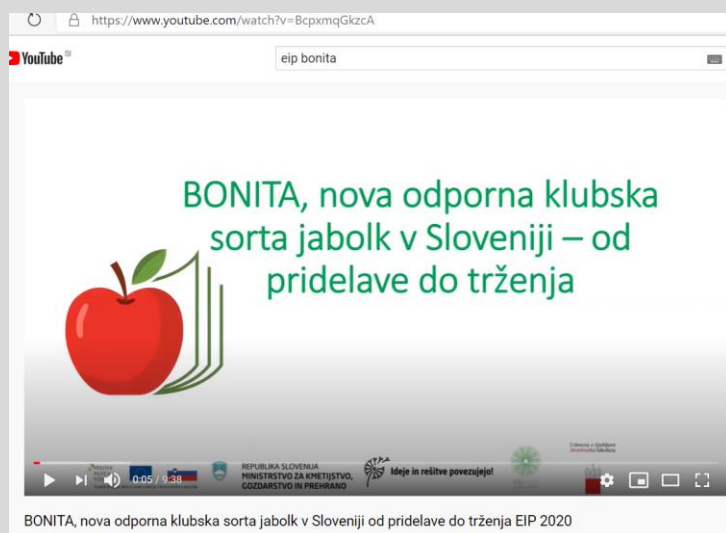 https://www.youtube.com/watch?v=BcpxmqGkzcA
YouTube SI
eip bonita
BONITA, nova odporna klubska
sorta jabolk v Sloveniji – od
pridelave do trženja
REPUBLIKA SLOVENIJA
MINISTRSTVO ZA KMETIJSTVO,
GOZDARSTVO IN PREHRANO
Ideje in rešitve povezujejo!
0:05 / 9:38
BONITA, nova odporna klubska sorta jabolk v Sloveniji od pridelave do trženja EIP 2020